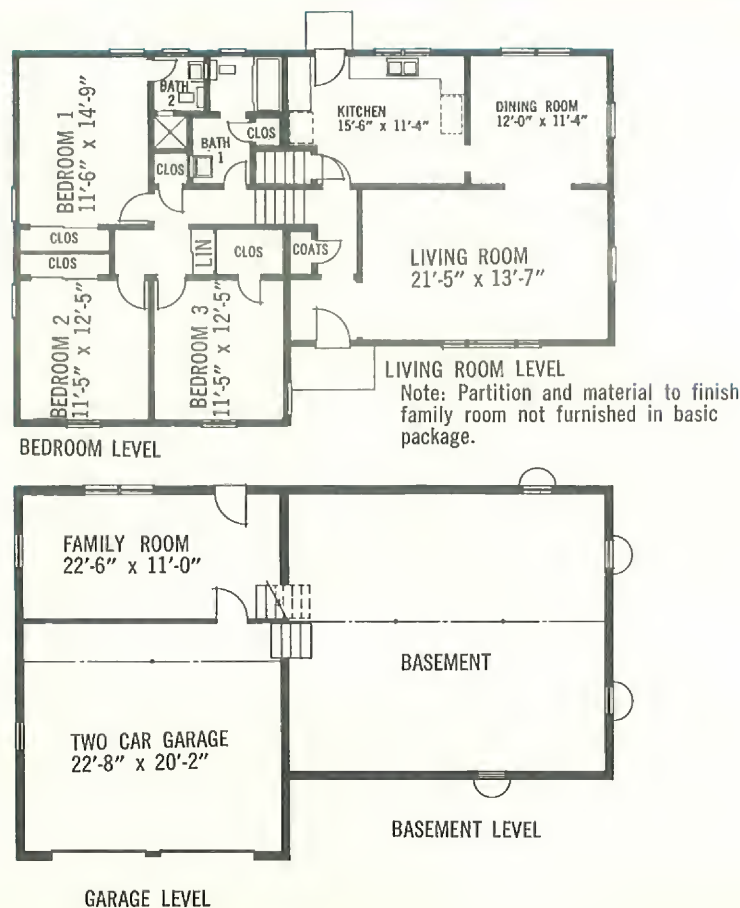 BEDROOM 1
11'-6" x 14'-9"
BATH
2
BATH
1
CLOS
CLOS
KITCHEN
15'-6" x 11'-4"
DINING ROOM
12'-0" x 11'-4"
CLOS
CLOS
LIN
CLOS
COATS
LIVING ROOM
21'-5" x 13'-7"
BEDROOM 2
11'-5" x 12'-5"
BEDROOM 3
11'-5" x 12'-5"
LIVING ROOM LEVEL
Note: Partition and material to finish
family room not furnished in basic
package.
BEDROOM LEVEL
FAMILY ROOM
22'-6" x 11'-0"
BASEMENT
TWO CAR GARAGE
22'-8" x 20'-2"
BASEMENT LEVEL
GARAGE LEVEL